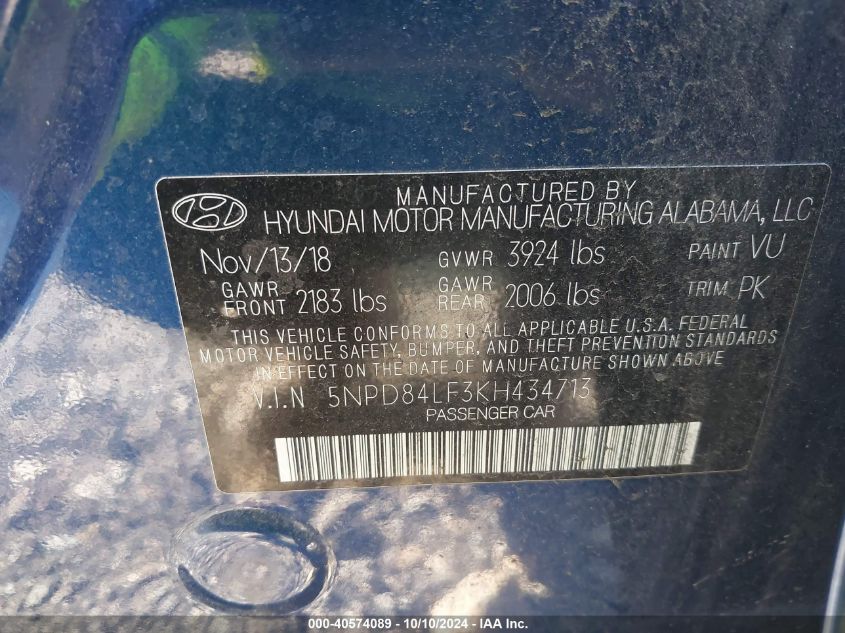 MANUFACTURED BY
HYUNDAI MOTOR MANUFACTURING ALABAMA, LLC
Nov/13/18 GVWR 3924 lbs PAINT VU
GAWR FRONT 2183 lbs GAWR REAR 2006 lbs TRIM PK
THIS VEHICLE CONFORMS TO ALL APPLICABLE U.S.A. FEDERAL
MOTOR VEHICLE SAFETY, BUMPER, AND THEFT PREVENTION STANDARDS
IN EFFECT ON THE DATE OF MANUFACTURE SHOWN ABOVE.
V.I.N 5NPD84LF3KH434713
PASSENGER CAR
000-40574089 - 10/10/2024 - IAA Inc.